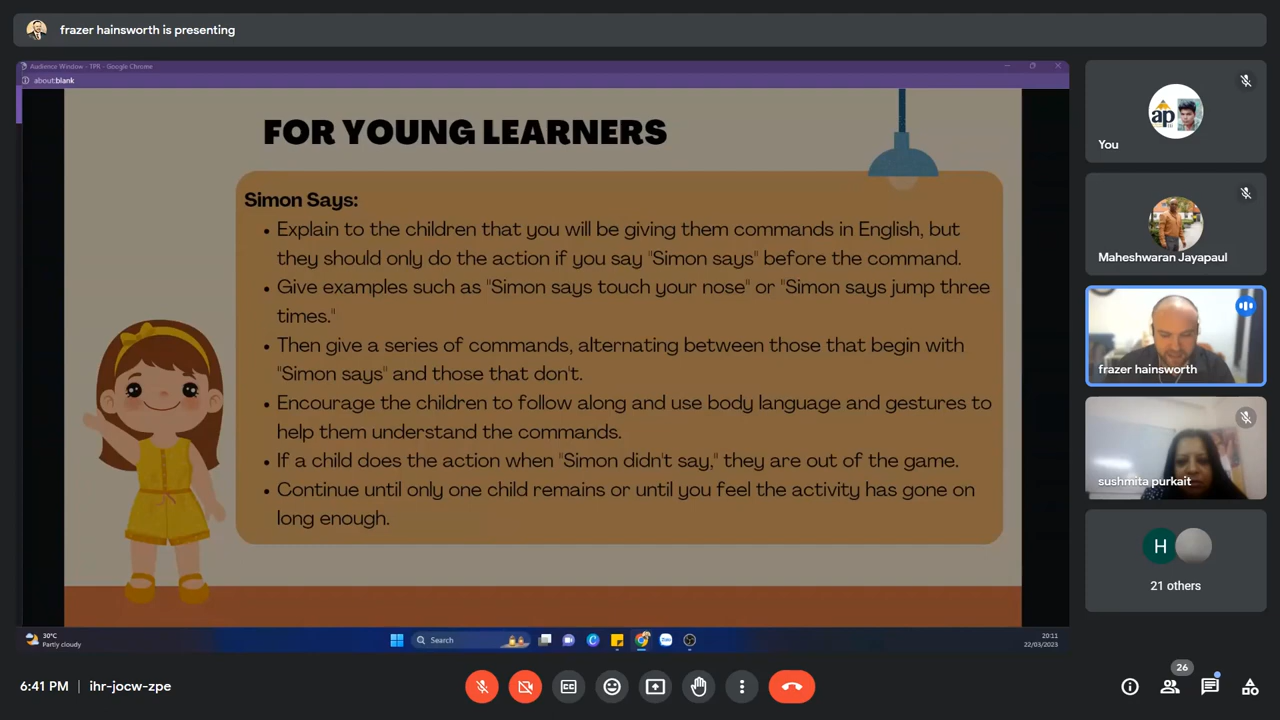 frazer hainsworth is presenting
Audience Window - TPR - Google Chrome
about:blank
FOR YOUNG LEARNERS
Simon Says:
• Explain to the children that you will be giving them commands in English, but
they should only do the action if you say "Simon says" before the command.
• Give examples such as "Simon says touch your nose" or "Simon says jump three
times."
• Then give a series of commands, alternating between those that begin with
"Simon says" and those that don't.
• Encourage the children to follow along and use body language and gestures to
help them understand the commands.
• If a child does the action when "Simon didn't say," they are out of the game.
• Continue until only one child remains or until you feel the activity has gone on
long enough.
30°C
Partly cloudy
Search
20:11
22/03/2023
ap
You
Maheshwaran Jayapaul
frazer hainsworth
sushmita purkait
H
21 others
6:41 PM | ihr-jocw-zpe
26